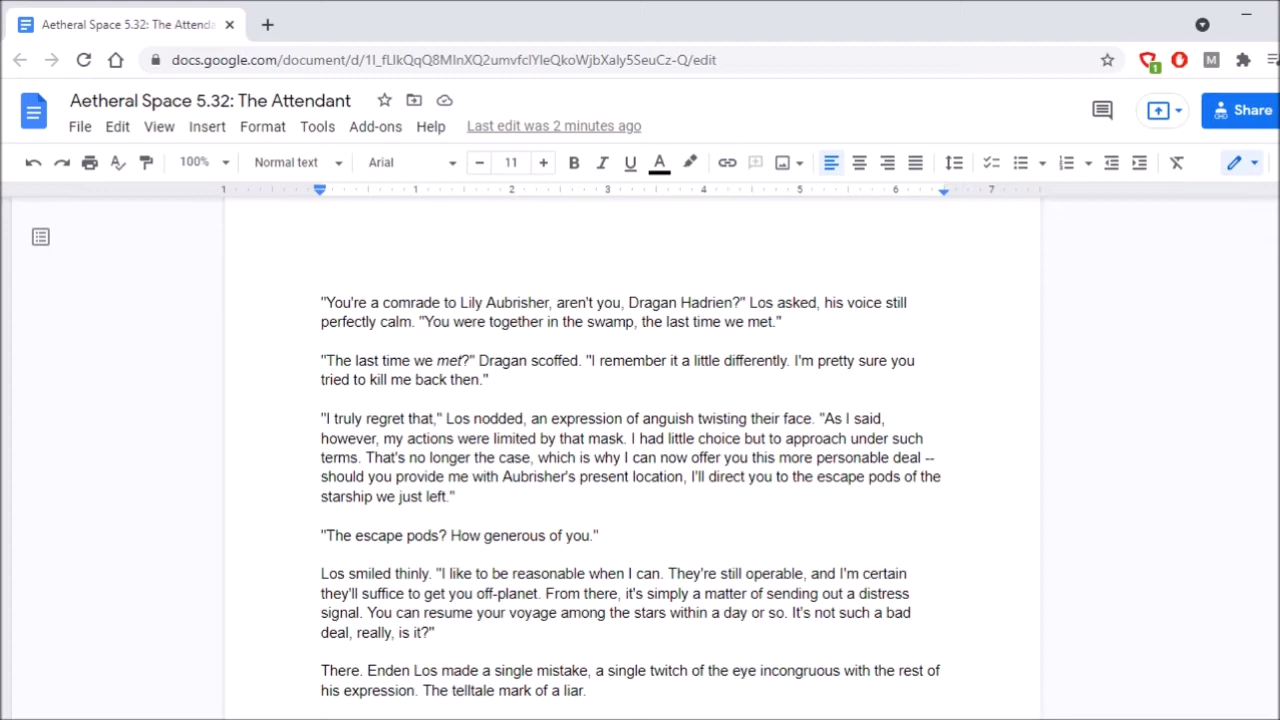 Aetheral Space 5.32: The Attenda
docs.google.com/document/d/1I_fLlkQqQ8MInXQ2umvfclYleQkoWjbXaly5SeuCz-Q/edit
1
M
Aetheral Space 5.32: The Attendant
File Edit View Insert Format Tools Add-ons Help Last edit was 2 minutes ago
Share
100% Normal text Arial 11 B I U A
1 1 2 3 4 5 6 7
"You're a comrade to Lily Aubrisher, aren't you, Dragan Hadrien?" Los asked, his voice still
perfectly calm. "You were together in the swamp, the last time we met."
"The last time we met?" Dragan scoffed. "I remember it a little differently. I'm pretty sure you
tried to kill me back then."
"I truly regret that," Los nodded, an expression of anguish twisting their face. "As I said,
however, my actions were limited by that mask. I had little choice but to approach under such
terms. That's no longer the case, which is why I can now offer you this more personable deal --
should you provide me with Aubrisher's present location, I'll direct you to the escape pods of the
starship we just left."
"The escape pods? How generous of you."
Los smiled thinly. "I like to be reasonable when I can. They're still operable, and I'm certain
they'll suffice to get you off-planet. From there, it's simply a matter of sending out a distress
signal. You can resume your voyage among the stars within a day or so. It's not such a bad
deal, really, is it?"
There. Enden Los made a single mistake, a single twitch of the eye incongruous with the rest of
his expression. The telltale mark of a liar.